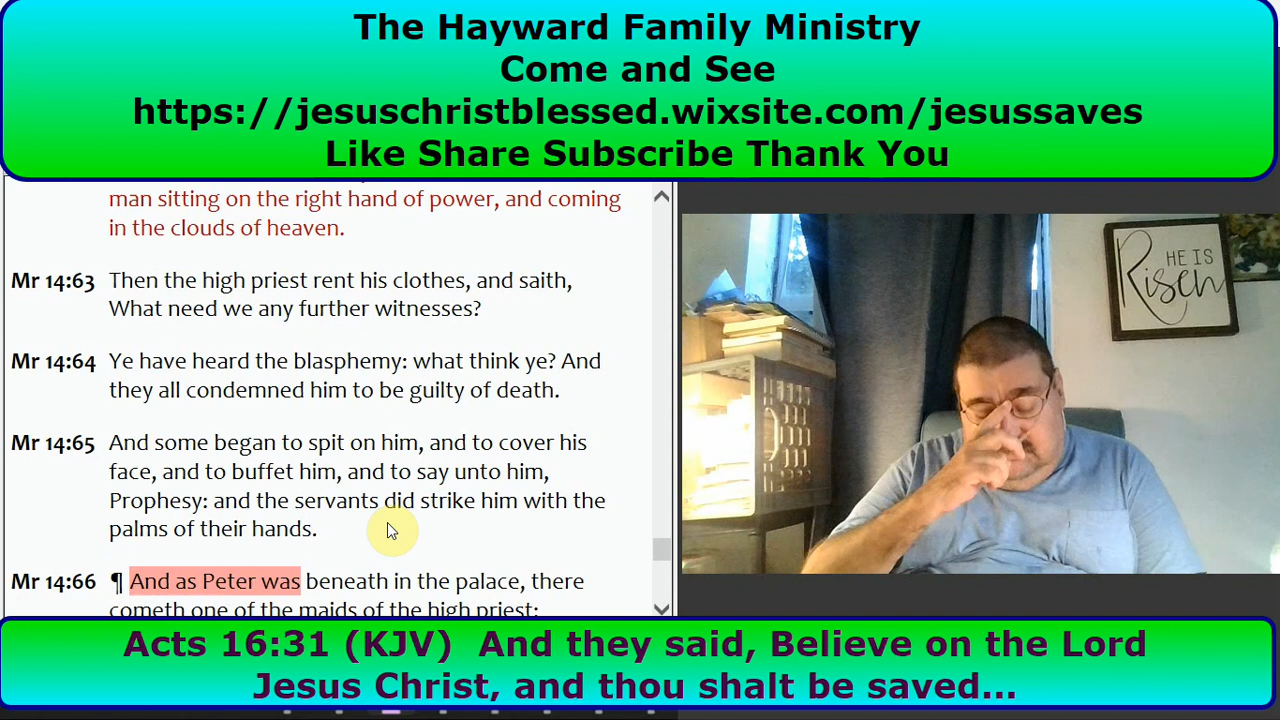 The Hayward Family Ministry
Come and See
https://jesuschristblessed.wixsite.com/jesussaves
Like Share Subscribe Thank You
man sitting on the right hand of power, and coming
in the clouds of heaven.
Mr 14:63 Then the high priest rent his clothes, and saith,
What need we any further witnesses?
Mr 14:64 Ye have heard the blasphemy: what think ye? And
they all condemned him to be guilty of death.
Mr 14:65 And some began to spit on him, and to cover his
face, and to buffet him, and to say unto him,
Prophesy: and the servants did strike him with the
palms of their hands.
Mr 14:66 ¶ And as Peter was beneath in the palace, there
cometh one of the maids of the high priest:
HE IS
Risen
Acts 16:31 (KJV) And they said, Believe on the Lord
Jesus Christ, and thou shalt be saved...